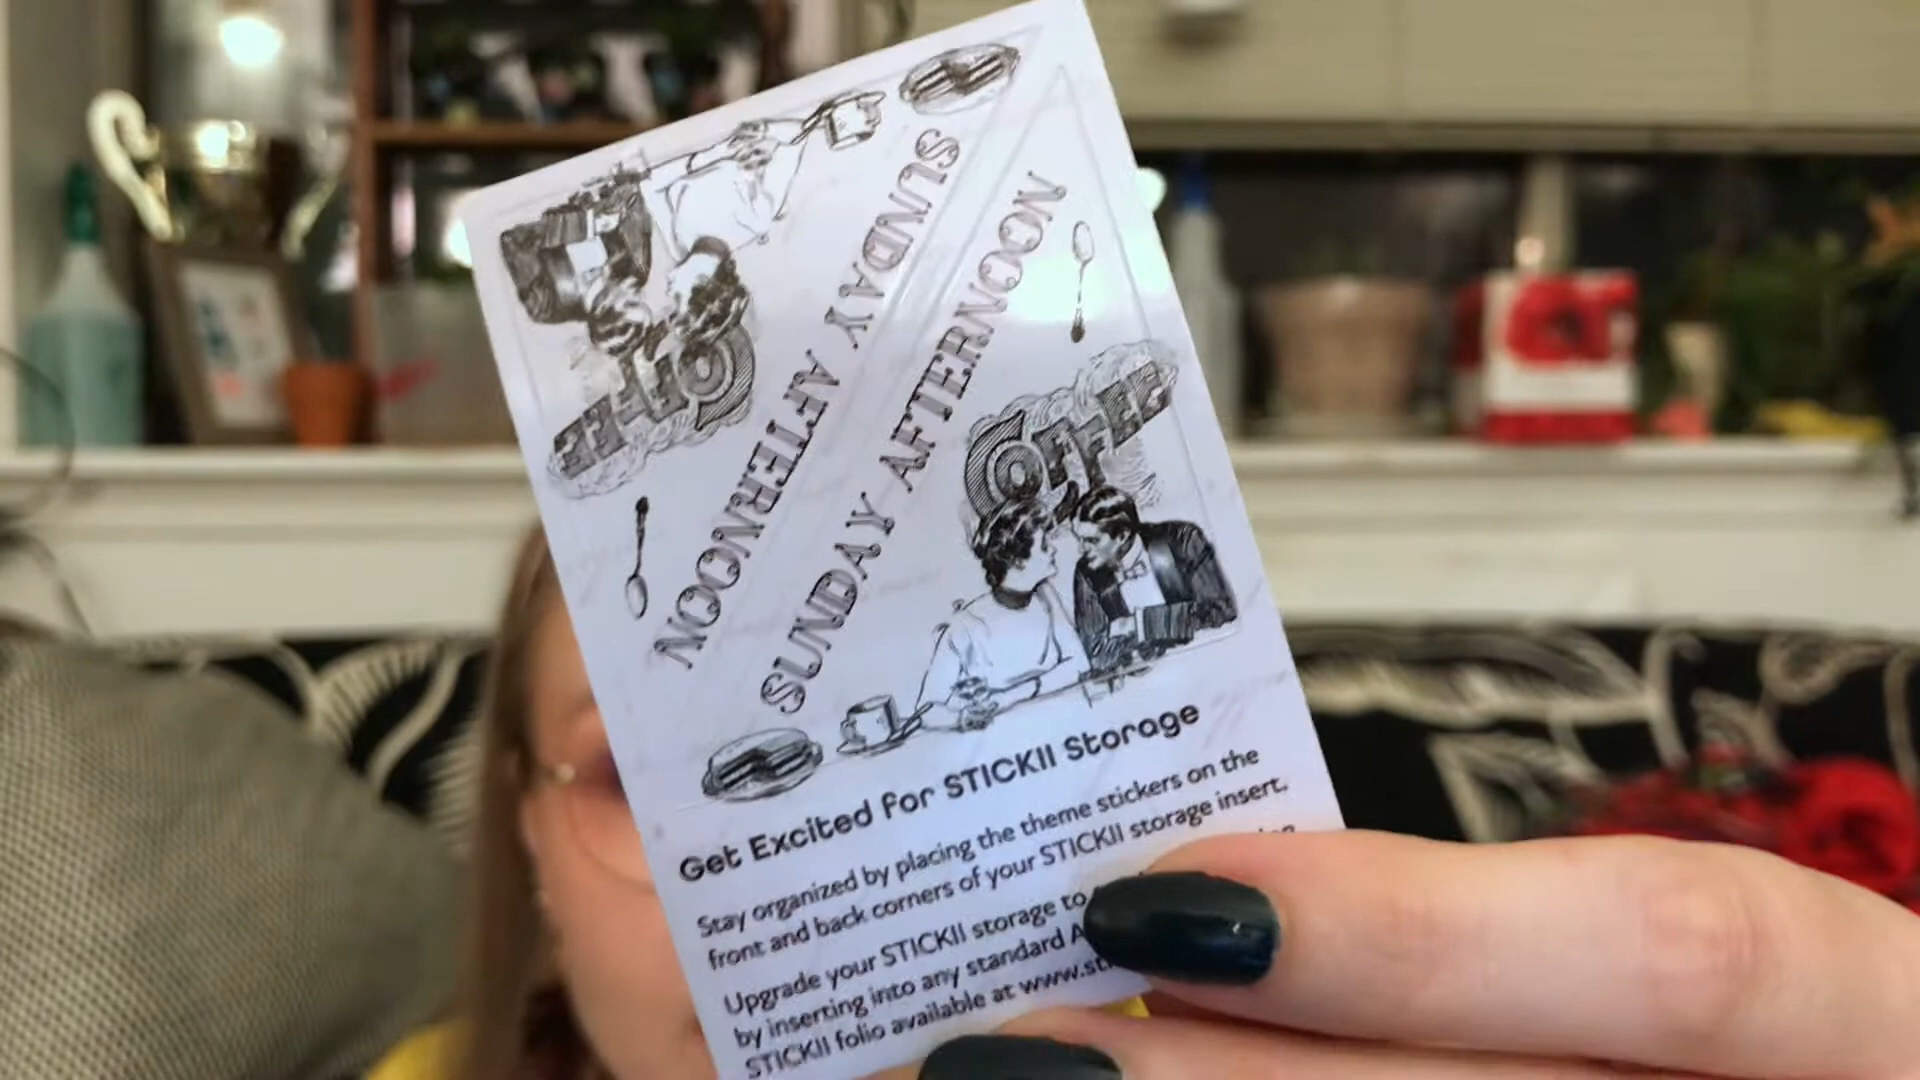 SUNDAY AFTERNOON
COFFEE
SUNDAY AFTERNOON
COFFEE
Get Excited for STICKII Storage
Stay organized by placing the theme stickers on the
front and back corners of your STICKII storage insert.
Upgrade your STICKII storage to
by inserting into any standard
STICKII folio available at